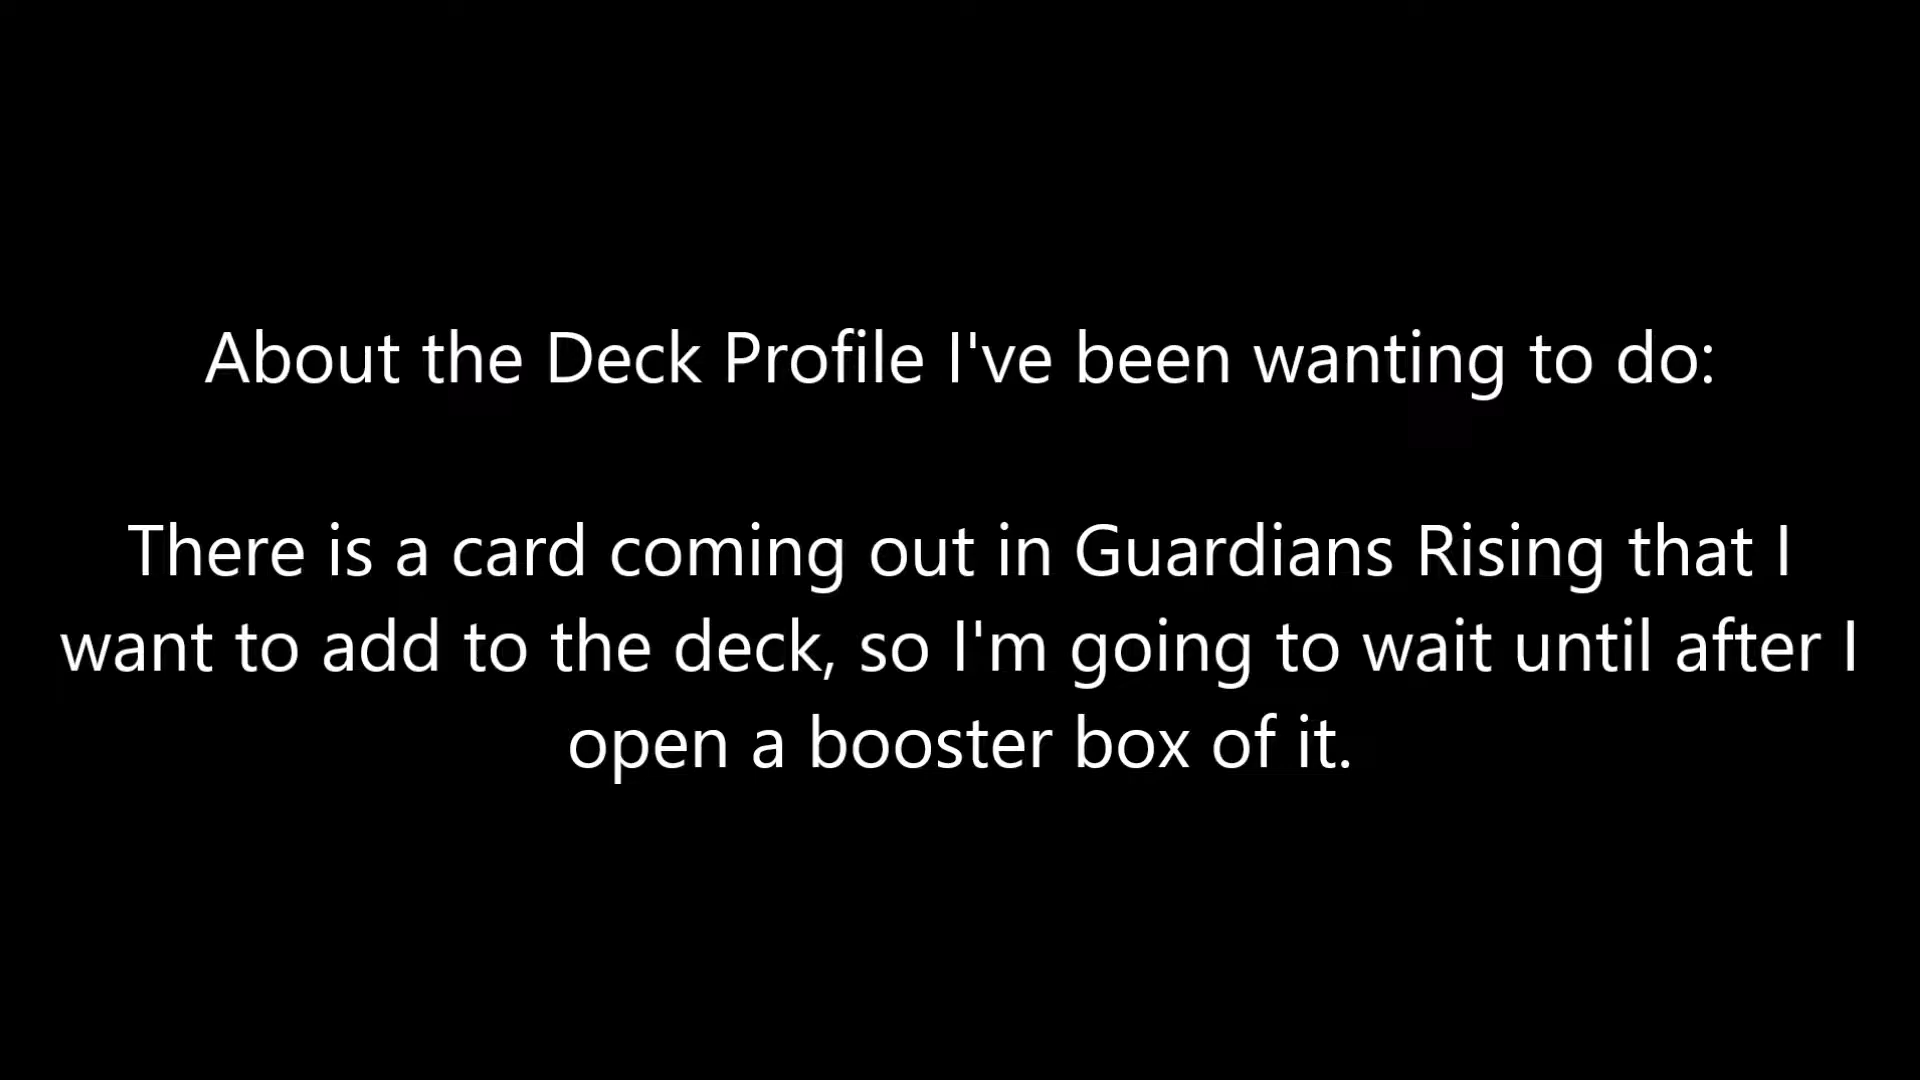 About the Deck Profile I've been wanting to do:
There is a card coming out in Guardians Rising that I
want to add to the deck, so I'm going to wait until after I
open a booster box of it.